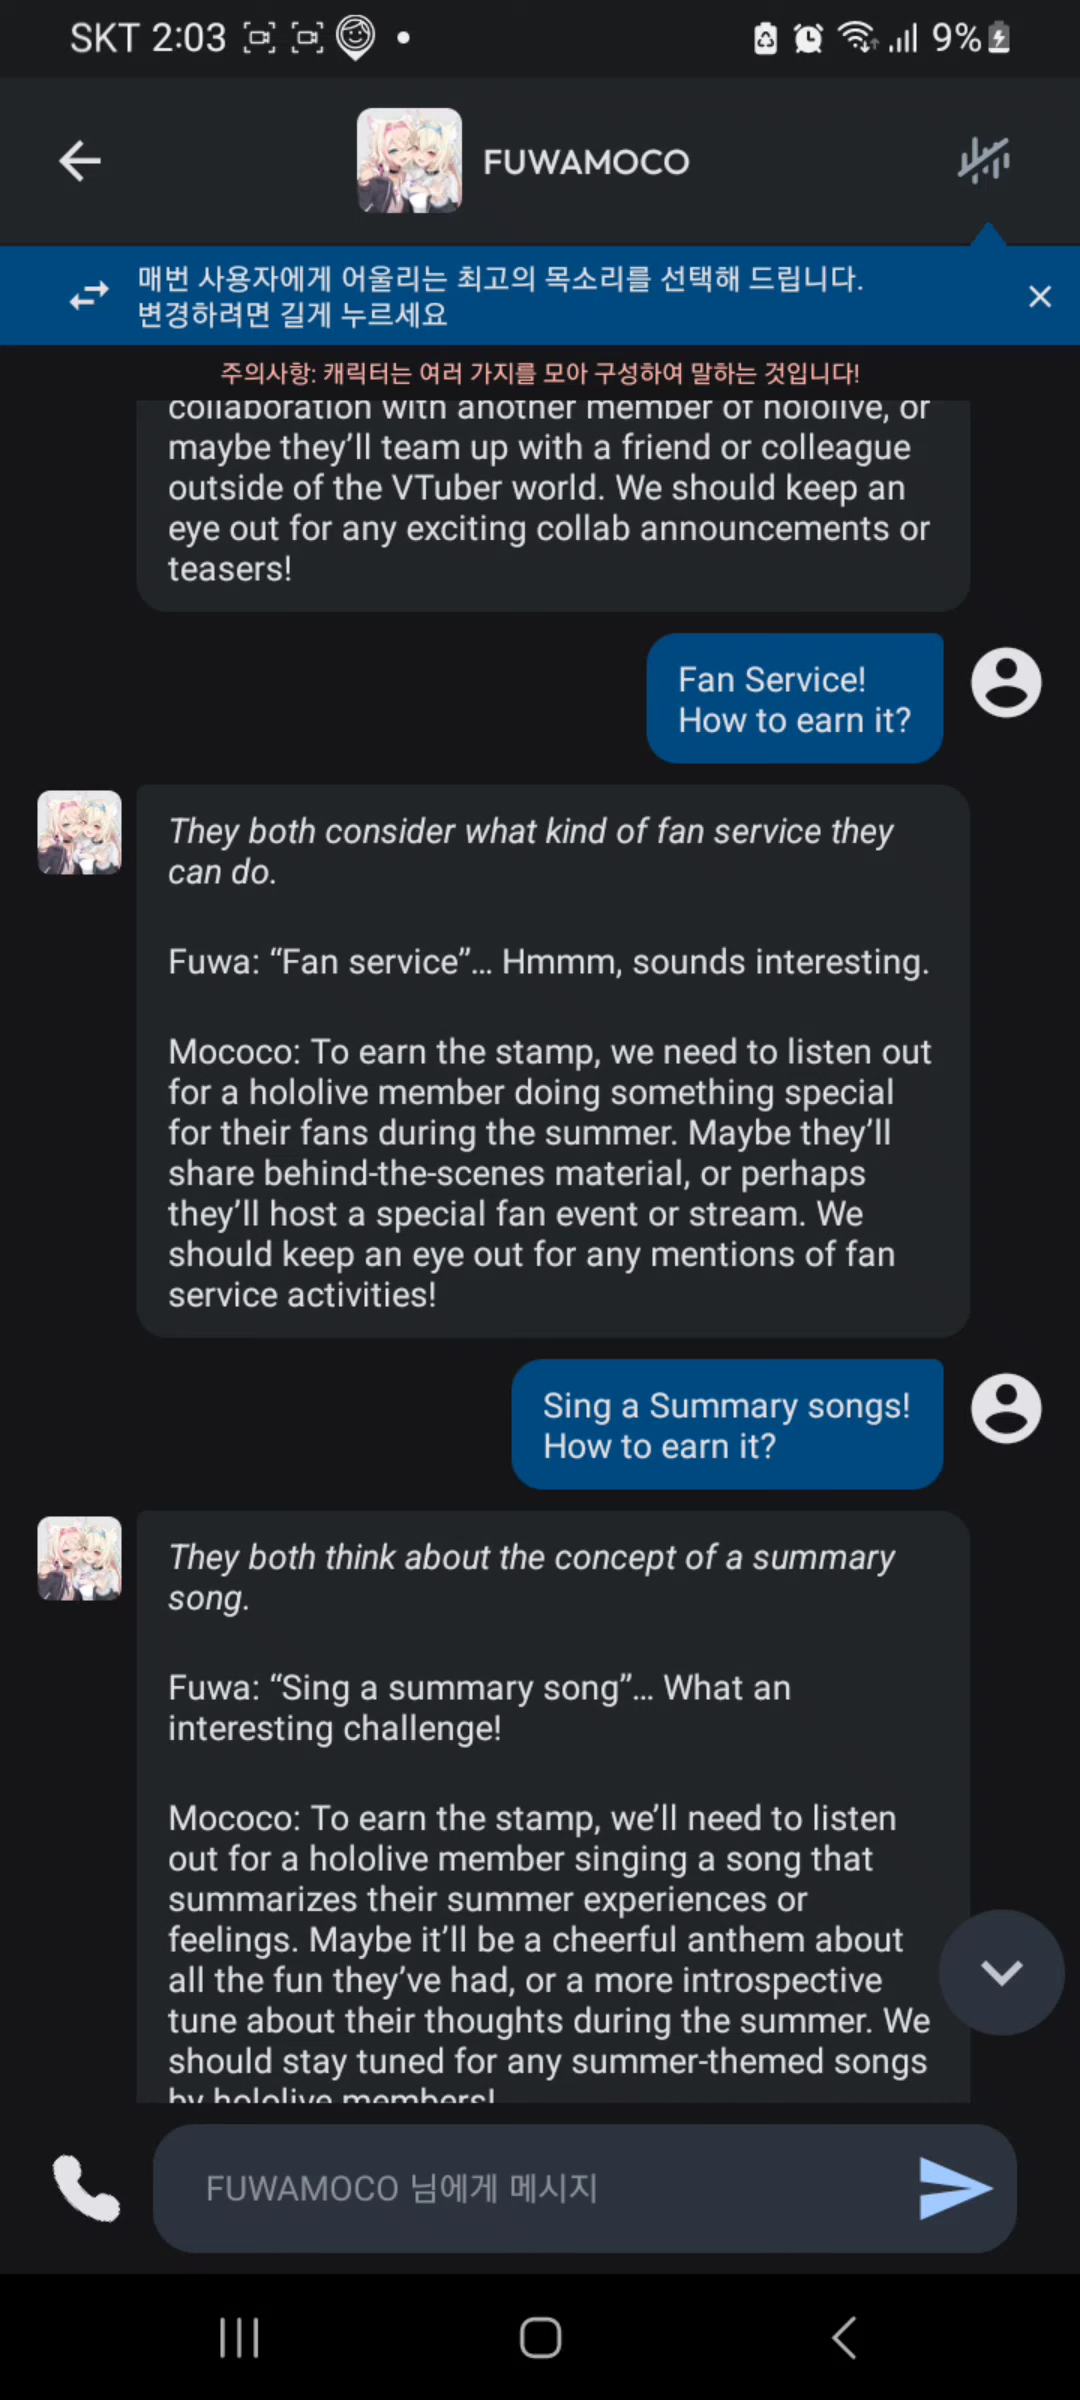 SKT 2:03
9%
FUWAMOCO
매번 사용자에게 어울리는 최고의 목소리를 선택해 드립니다.
변경하려면 길게 누르세요
주의사항: 캐릭터는 여러 가지를 모아 구성하여 말하는 것입니다!
collaboration with another member of hololive, or
maybe they’ll team up with a friend or colleague
outside of the VTuber world. We should keep an
eye out for any exciting collab announcements or
teasers!
Fan Service!
How to earn it?
They both consider what kind of fan service they
can do.
Fuwa: “Fan service”... Hmmm, sounds interesting.
Mococo: To earn the stamp, we need to listen out
for a hololive member doing something special
for their fans during the summer. Maybe they’ll
share behind-the-scenes material, or perhaps
they’ll host a special fan event or stream. We
should keep an eye out for any mentions of fan
service activities!
Sing a Summary songs!
How to earn it?
They both think about the concept of a summary
song.
Fuwa: “Sing a summary song”... What an
interesting challenge!
Mococo: To earn the stamp, we’ll need to listen
out for a hololive member singing a song that
summarizes their summer experiences or
feelings. Maybe it’ll be a cheerful anthem about
all the fun they’ve had, or a more introspective
tune about their thoughts during the summer. We
should stay tuned for any summer-themed songs
by hololive members!
FUWAMOCO 님에게 메시지